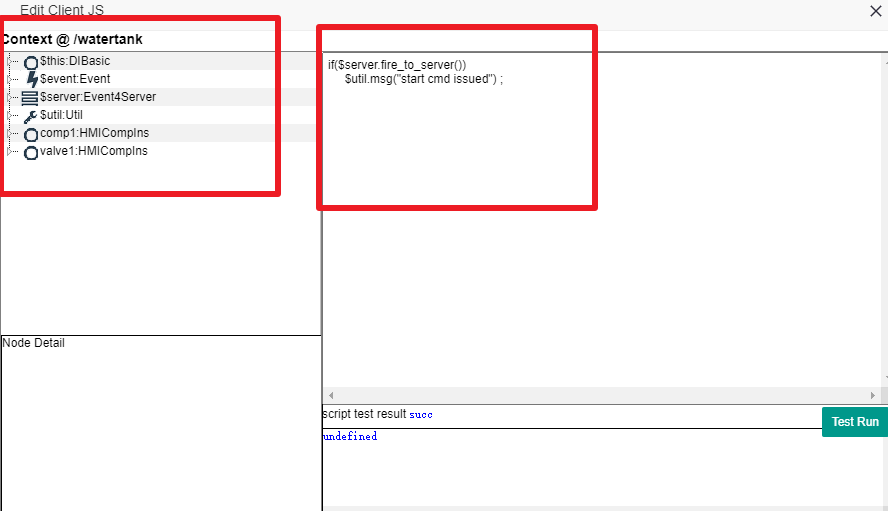 Edit Client JS
Context @ /watertank
$this:DIBasic
$event:Event
$server:Event4Server
$util:Util
comp1:HMICompIns
valve1:HMICompIns
if($server.fire_to_server())
$util.msg("start cmd issued") ;
Node Detail
script test result succ
Test Run
undefined